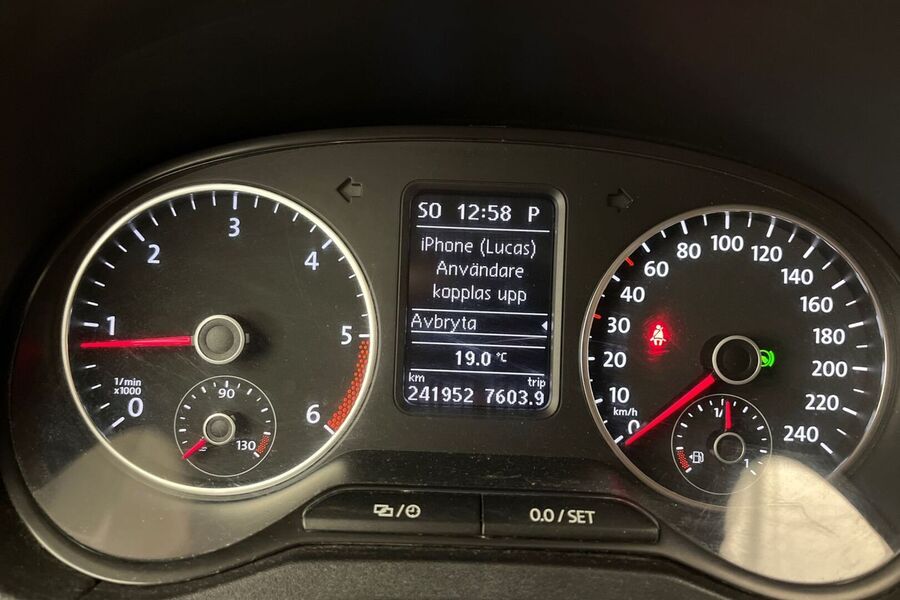 SO 12:58 P
iPhone (Lucas)
Användare
kopplas upp
Avbryta
19.0 °C
km trip
241952 7603.9
0 1 2 3 4 5 6
1/min
x1000
90
130
0 10 20 30 40 60 80 100 120 140 160 180 200 220 240
km/h
1/
1
0.0 / SET